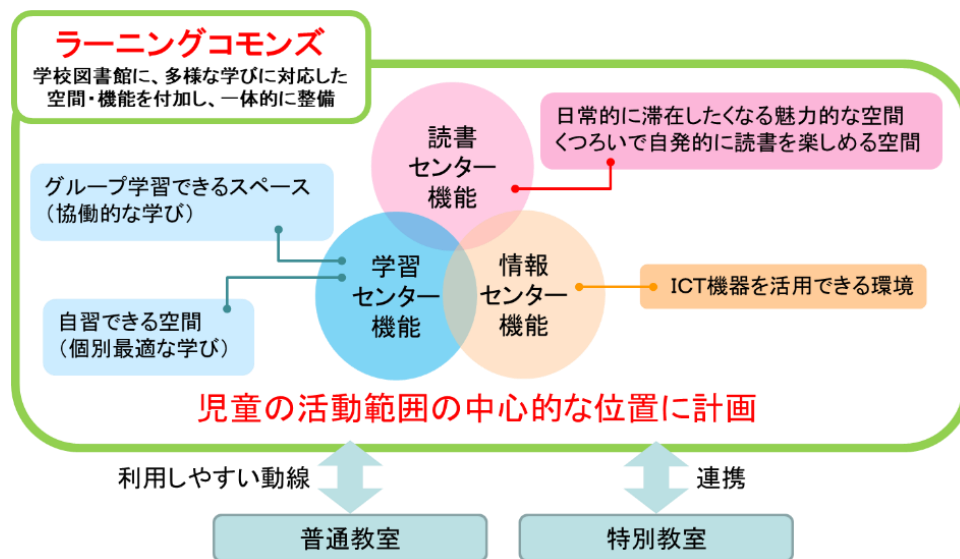 ラーニングコモンズ
学校図書館に、多様な学びに対応した
空間・機能を付加し、一体的に整備
読書
センター
機能
日常的に滞在したくなる魅力的な空間
くつろいで自発的に読書を楽しめる空間
グループ学習できるスペース
（協働的な学び）
学習
センター
機能
情報
センター
機能
ICT機器を活用できる環境
自習できる空間
（個別最適な学び）
児童の活動範囲の中心的な位置に計画
利用しやすい動線
連携
普通教室
特別教室